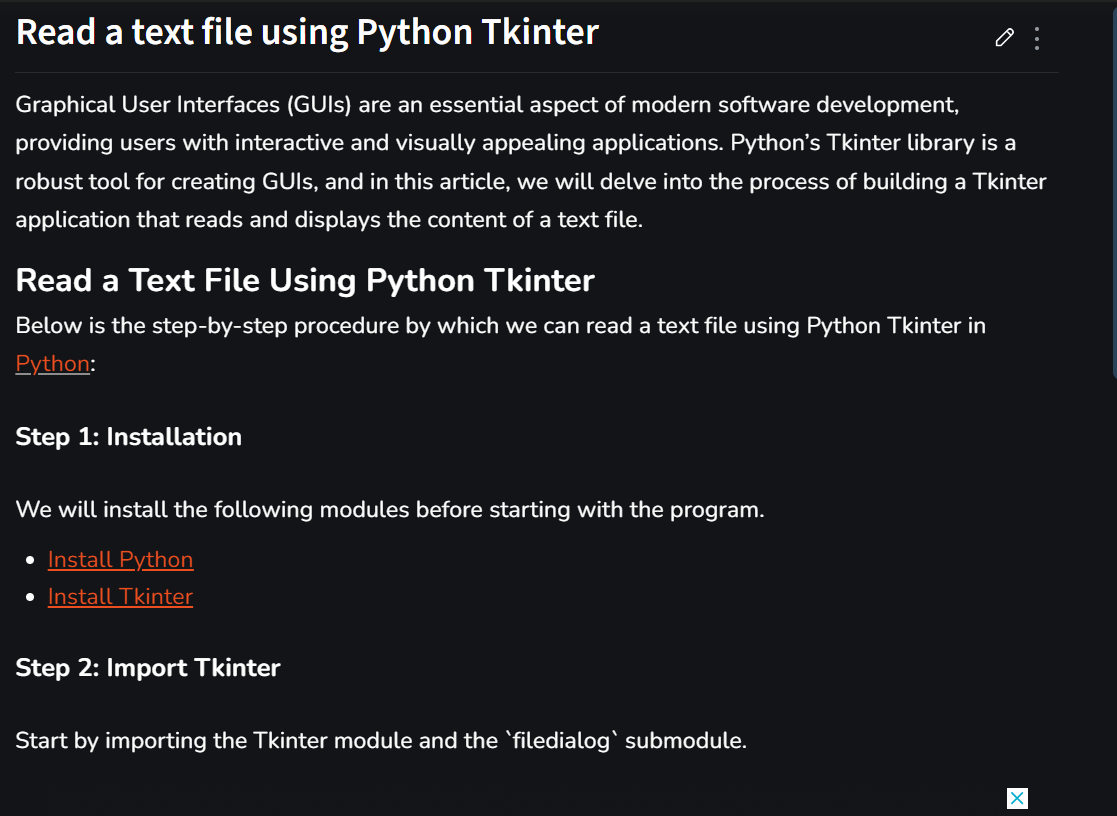 Read a text file using Python Tkinter
Graphical User Interfaces (GUIs) are an essential aspect of modern software development,
providing users with interactive and visually appealing applications. Python’s Tkinter library is a
robust tool for creating GUIs, and in this article, we will delve into the process of building a Tkinter
application that reads and displays the content of a text file.
Read a Text File Using Python Tkinter
Below is the step-by-step procedure by which we can read a text file using Python Tkinter in
Python:
Step 1: Installation
We will install the following modules before starting with the program.
• Install Python
• Install Tkinter
Step 2: Import Tkinter
Start by importing the Tkinter module and the `filedialog` submodule.